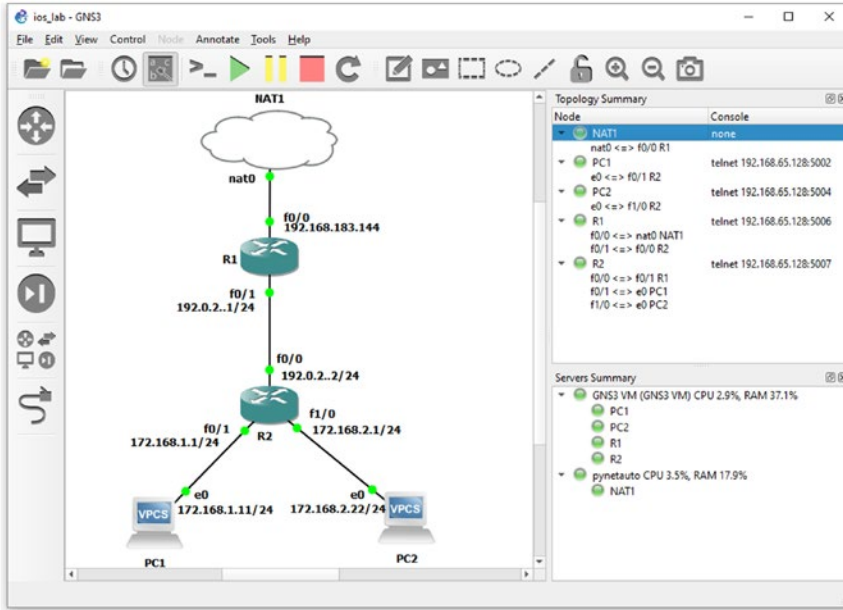 ios_lab - GNS3
File Edit View Control Node Annotate Tools Help
NAT1
nat0
f0/0
192.168.183.144
R1
f0/1
192.0.2..1/24
f0/0
192.0.2..2/24
f0/1
f1/0
172.168.1.1/24
R2
172.168.2.1/24
e0
e0
172.168.1.11/24
172.168.2.22/24
VPCS
VPCS
PC1
PC2
Topology Summary
Node Console
NAT1 none
nat0 <=> f0/0 R1
PC1 telnet 192.168.65.128:5002
e0 <=> f0/1 R2
PC2 telnet 192.168.65.128:5004
e0 <=> f1/0 R2
R1 telnet 192.168.65.128:5006
f0/0 <=> nat0 NAT1
f0/1 <=> f0/0 R2
R2 telnet 192.168.65.128:5007
f0/0 <=> f0/1 R1
f0/1 <=> e0 PC1
f1/0 <=> e0 PC2
Servers Summary
GNS3 VM (GNS3 VM) CPU 2.9%, RAM 37.1%
PC1
PC2
R1
R2
pynetauto CPU 3.5%, RAM 17.9%
NAT1